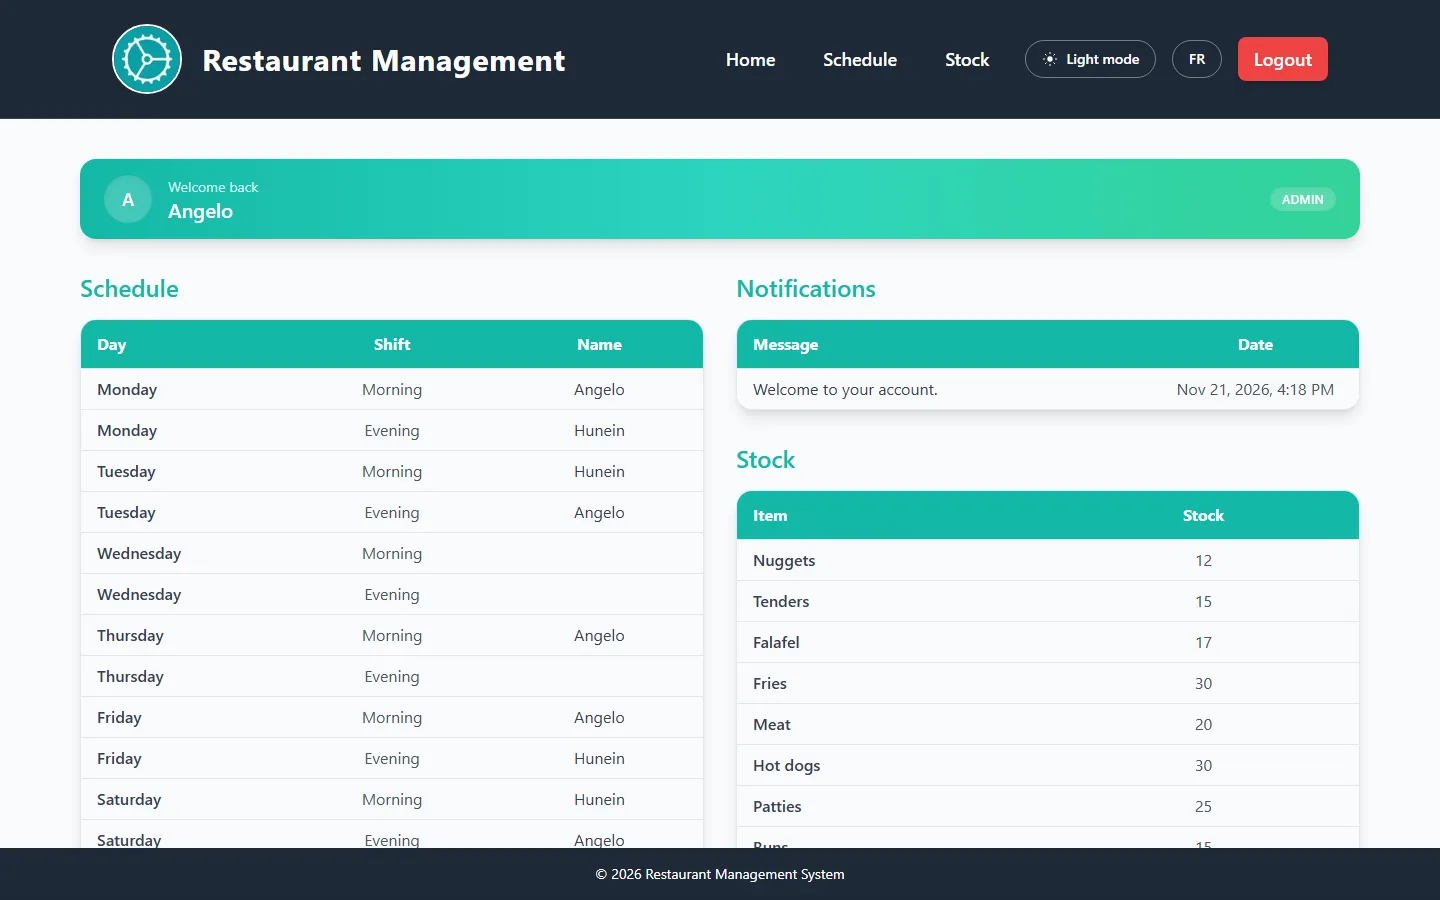 Restaurant Management
Home
Schedule
Stock
Light mode
FR
Logout
A
Welcome back
Angelo
ADMIN
Schedule
Day Shift Name
Monday Morning Angelo
Monday Evening Hunein
Tuesday Morning Hunein
Tuesday Evening Angelo
Wednesday Morning
Wednesday Evening
Thursday Morning Angelo
Thursday Evening
Friday Morning Angelo
Friday Evening Hunein
Saturday Morning Hunein
Saturday Evening Angelo
Notifications
Message Date
Welcome to your account. Nov 21, 2026, 4:18 PM
Stock
Item Stock
Nuggets 12
Tenders 15
Falafel 17
Fries 30
Meat 20
Hot dogs 30
Patties 25
Buns 15
© 2026 Restaurant Management System